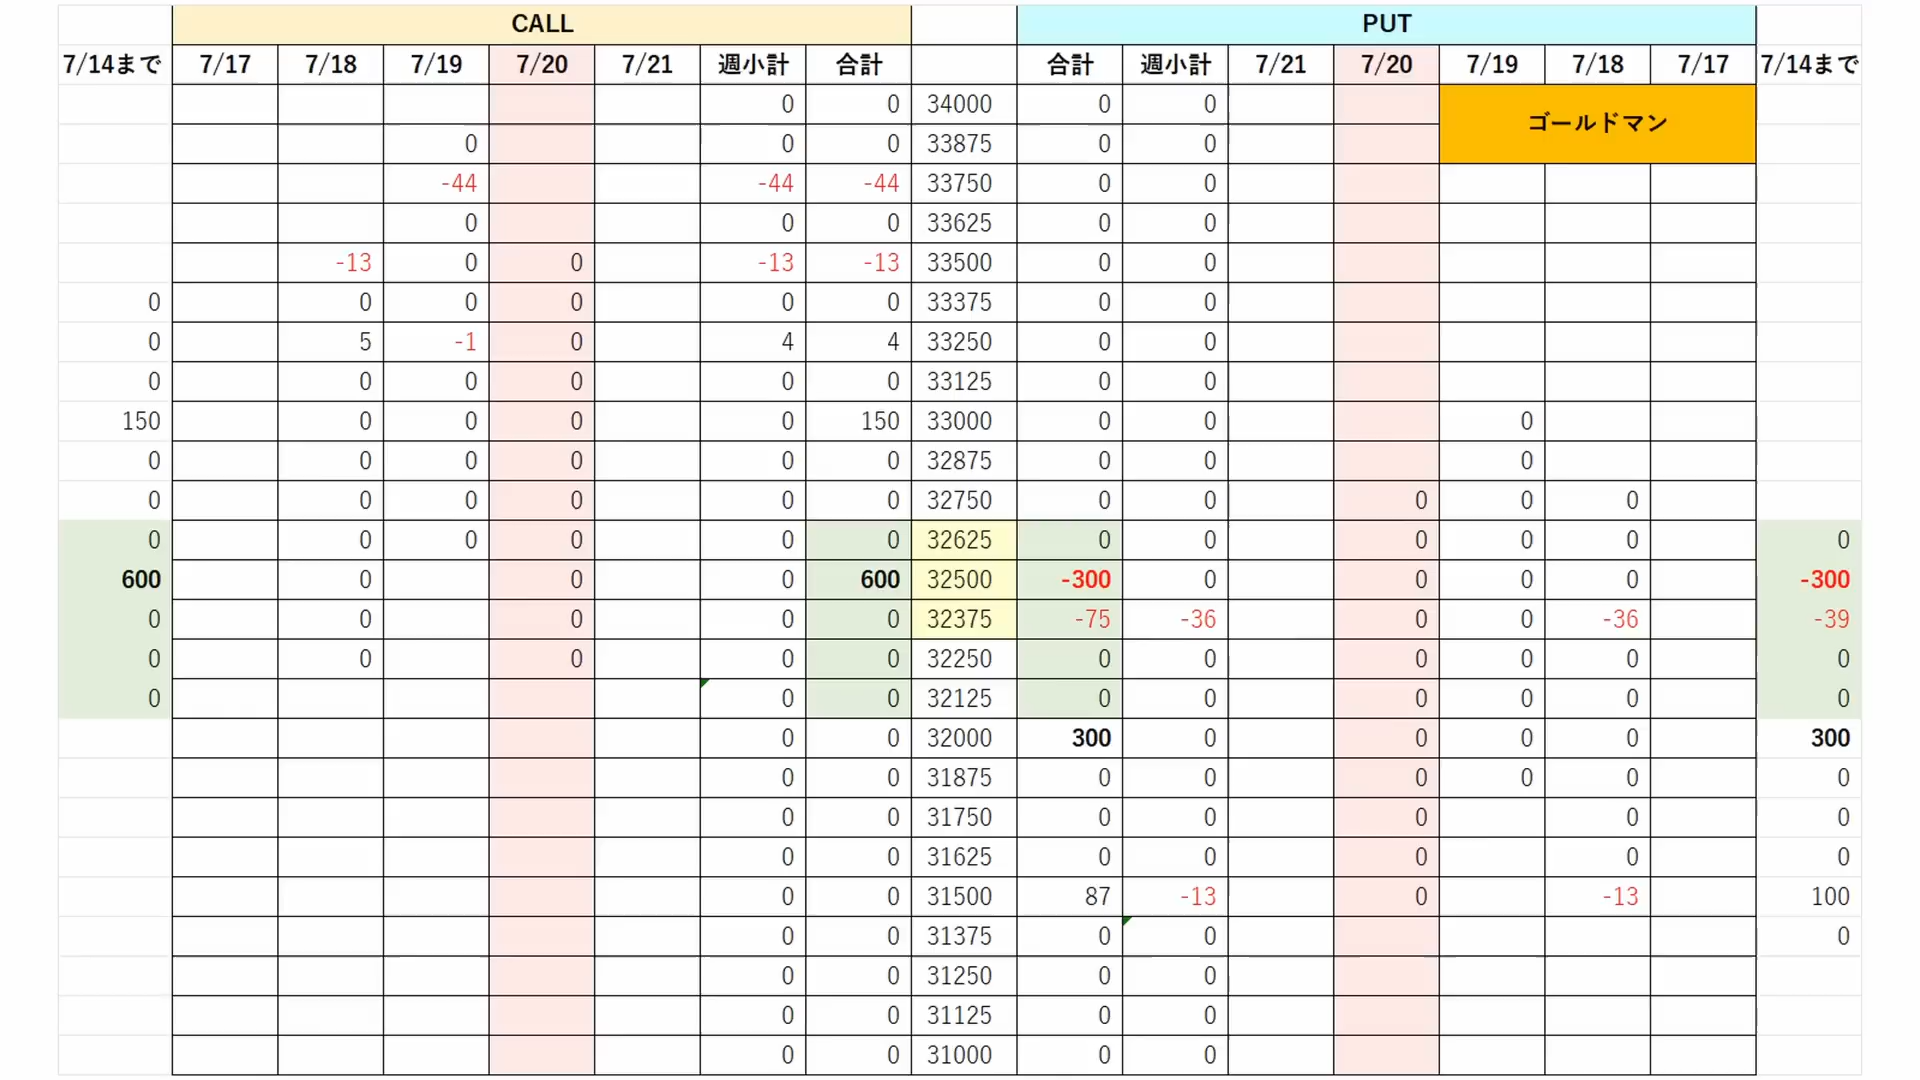 CALL PUT
7/14まで 7/17 7/18 7/19 7/20 7/21 週小計 合計 合計 週小計 7/21 7/20 7/19 7/18 7/17 7/14まで
0 0 34000 0 0 ゴールドマン
0 0 0 33875 0 0
-44 -44 -44 33750 0 0
0 0 0 33625 0 0
-13 0 0 -13 -13 33500 0 0
0 0 0 0 0 0 33375 0 0
0 5 -1 0 4 4 33250 0 0
0 0 0 0 0 0 33125 0 0
150 0 0 0 0 150 33000 0 0 0
0 0 0 0 0 0 32875 0 0 0
0 0 0 0 0 0 32750 0 0 0 0 0
0 0 0 0 0 0 32625 0 0 0 0 0 0
600 0 0 0 600 32500 -300 0 0 0 0 -300
0 0 0 0 0 32375 -75 -36 0 0 -36 -39
0 0 0 0 0 32250 0 0 0 0 0 0
0 0 0 32125 0 0 0 0 0 0
0 0 32000 300 0 0 0 0 300
0 0 31875 0 0 0 0 0 0
0 0 31750 0 0 0 0 0
0 0 31625 0 0 0 0 0
0 0 31500 87 -13 0 -13 100
0 0 31375 0 0 0
0 0 31250 0 0
0 0 31125 0 0
0 0 31000 0 0